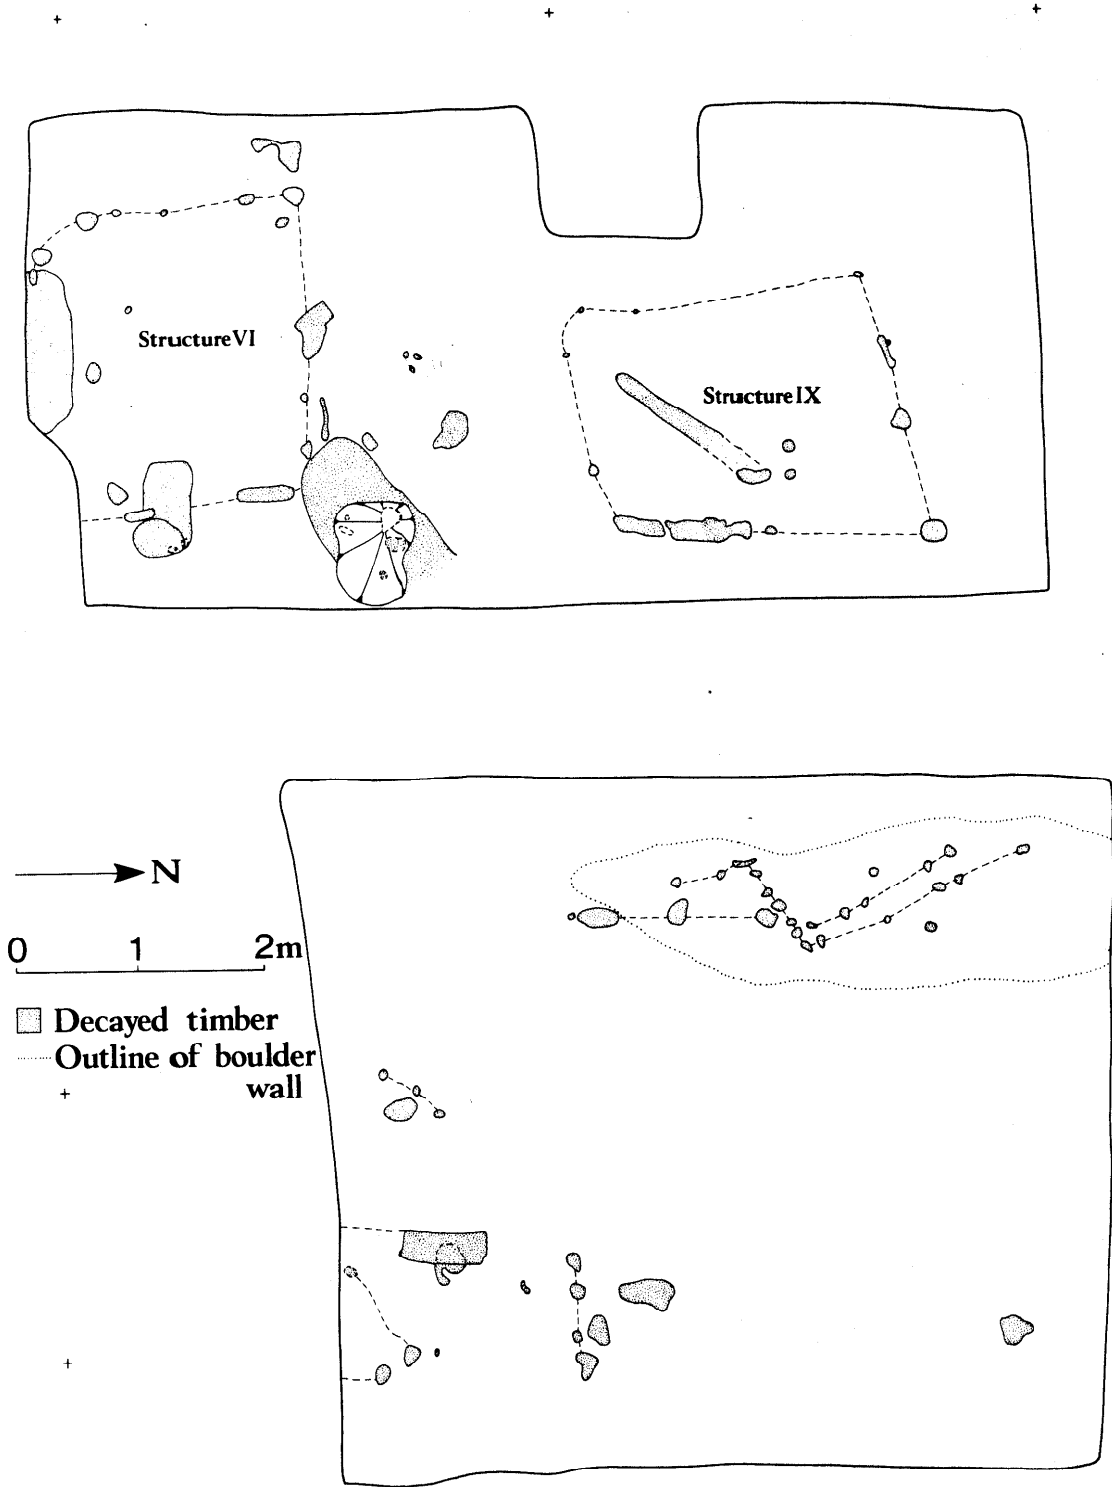 Structure VI
Structure IX
N
0 1 2m
Decayed timber
Outline of boulder
wall